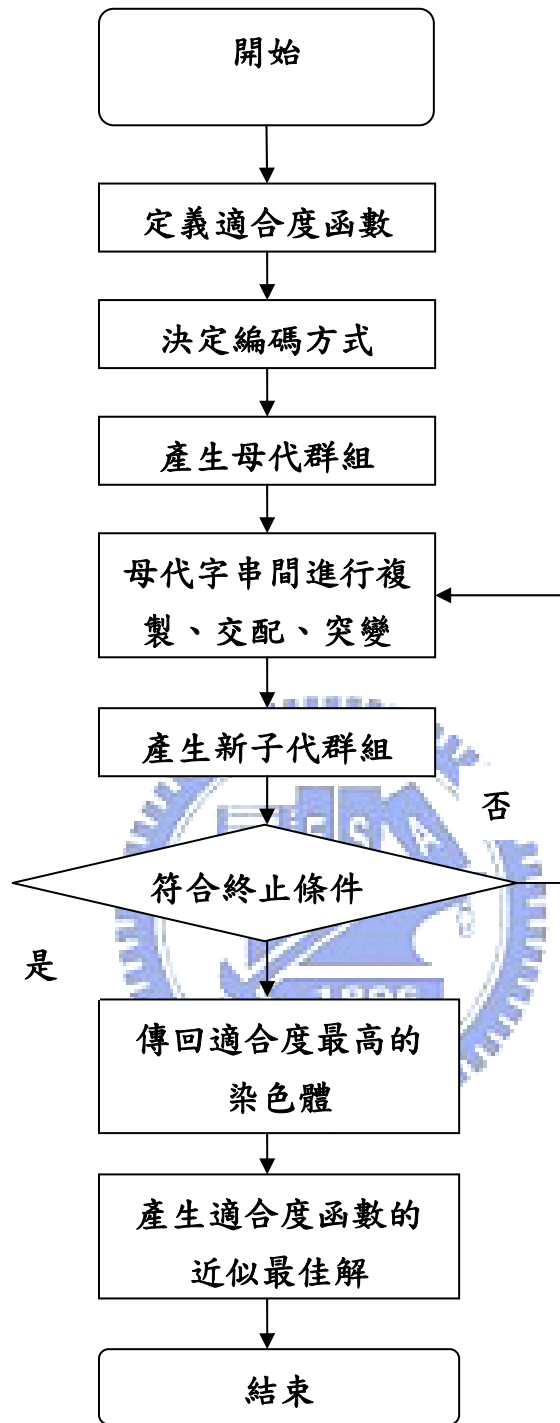 開始
定義適合度函數
決定編碼方式
產生母代群組
母代字串間進行複
製、交配、突變
產生新子代群組
否
符合終止條件
是
傳回適合度最高的
染色體
產生適合度函數的
近似最佳解
結束